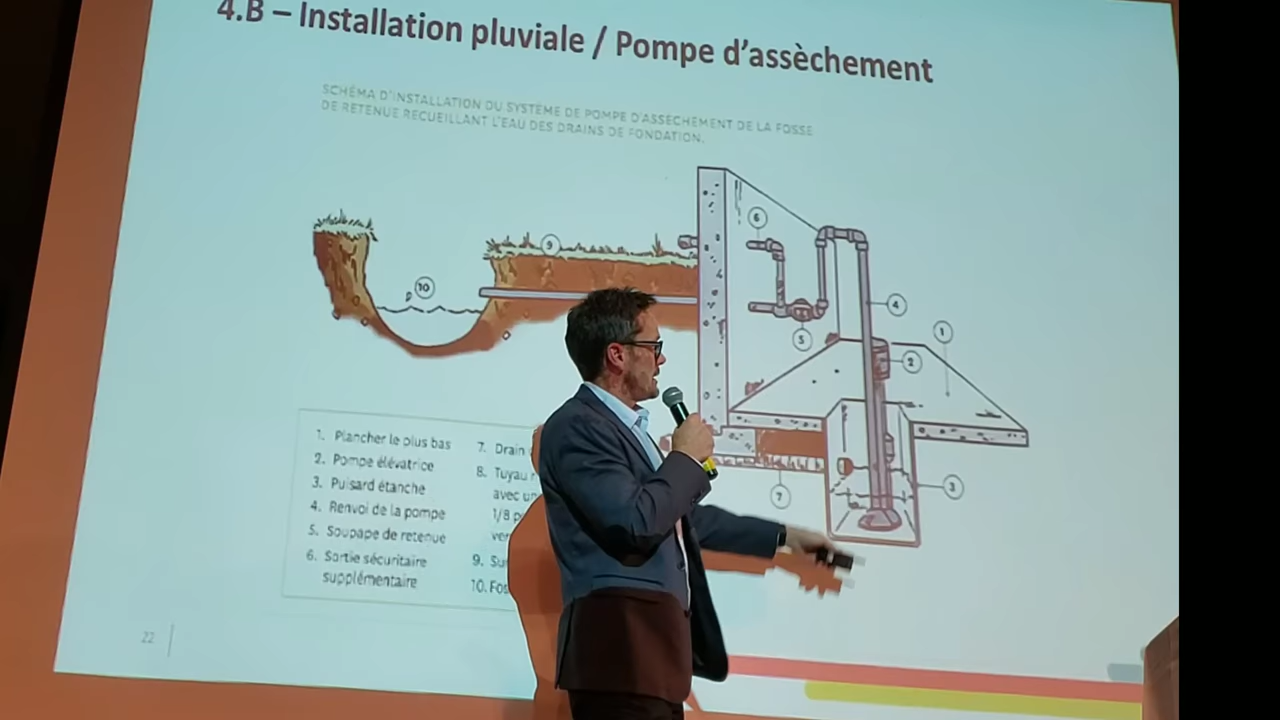 4.B – Installation pluviale / Pompe d'assèchement
SCHÉMA D'INSTALLATION DU SYSTÈME DE POMPE D'ASSÈCHEMENT DE LA FOSSE
DE RETENUE RECUEILLANT L'EAU DES DRAINS DE FONDATION.
6
9
10
4
1
5
2
3
7
1. Plancher le plus bas
2. Pompe élévatrice
3. Puisard étanche
4. Renvoi de la pompe
5. Soupape de retenue
6. Sortie sécuritaire
supplémentaire
7. Drain
8. Tuyau
avec un
1/8
9.
10.
22